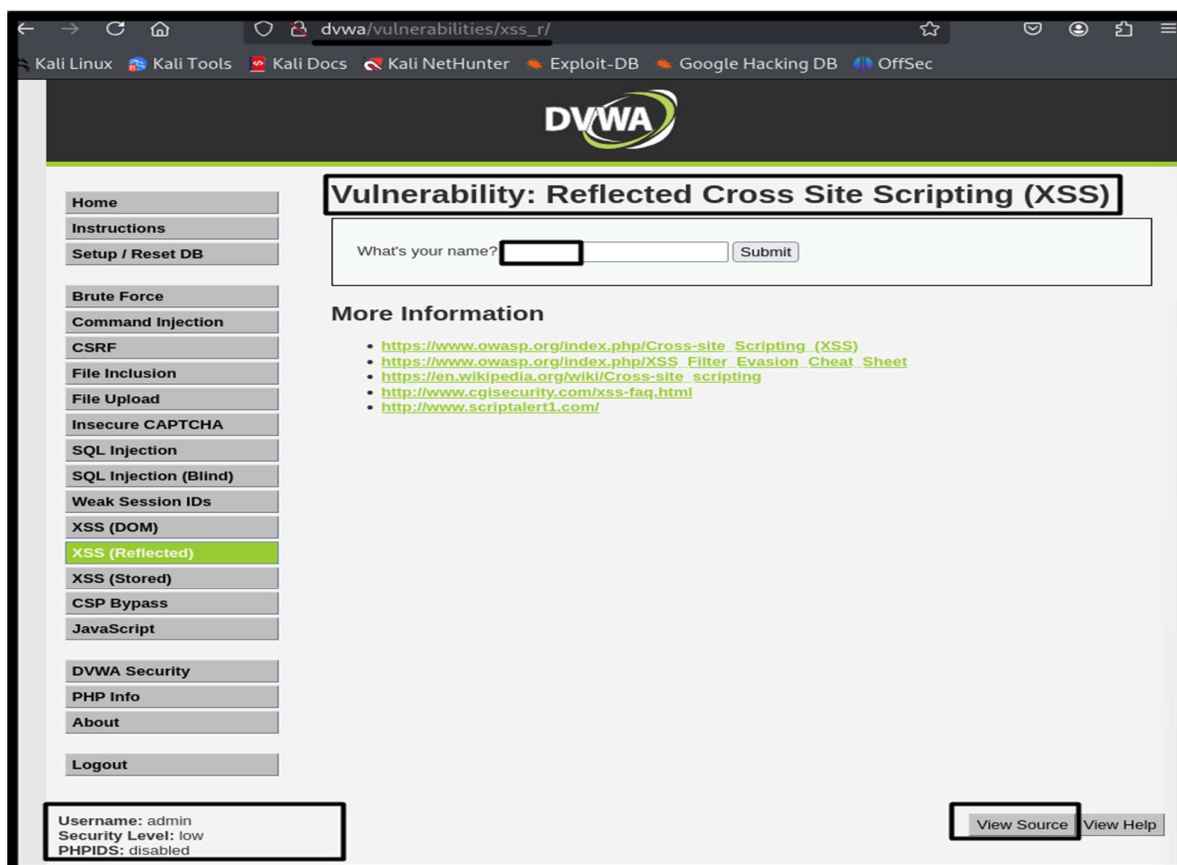 dvwa/vulnerabilities/xss_r/
Kali Linux Kali Tools Kali Docs Kali NetHunter Exploit-DB Google Hacking DB OffSec
DVWA
Home
Instructions
Setup / Reset DB
Brute Force
Command Injection
CSRF
File Inclusion
File Upload
Insecure CAPTCHA
SQL Injection
SQL Injection (Blind)
Weak Session IDs
XSS (DOM)
XSS (Reflected)
XSS (Stored)
CSP Bypass
JavaScript
DVWA Security
PHP Info
About
Logout
Vulnerability: Reflected Cross Site Scripting (XSS)
What's your name? Submit
More Information
https://www.owasp.org/index.php/Cross-site_Scripting_(XSS)
https://www.owasp.org/index.php/XSS_Filter_Evasion_Cheat_Sheet
https://en.wikipedia.org/wiki/Cross-site_scripting
http://www.cgisecurity.com/xss-faq.html
http://www.scriptalert1.com/
Username: admin
Security Level: low
PHPIDS: disabled
View Source View Help